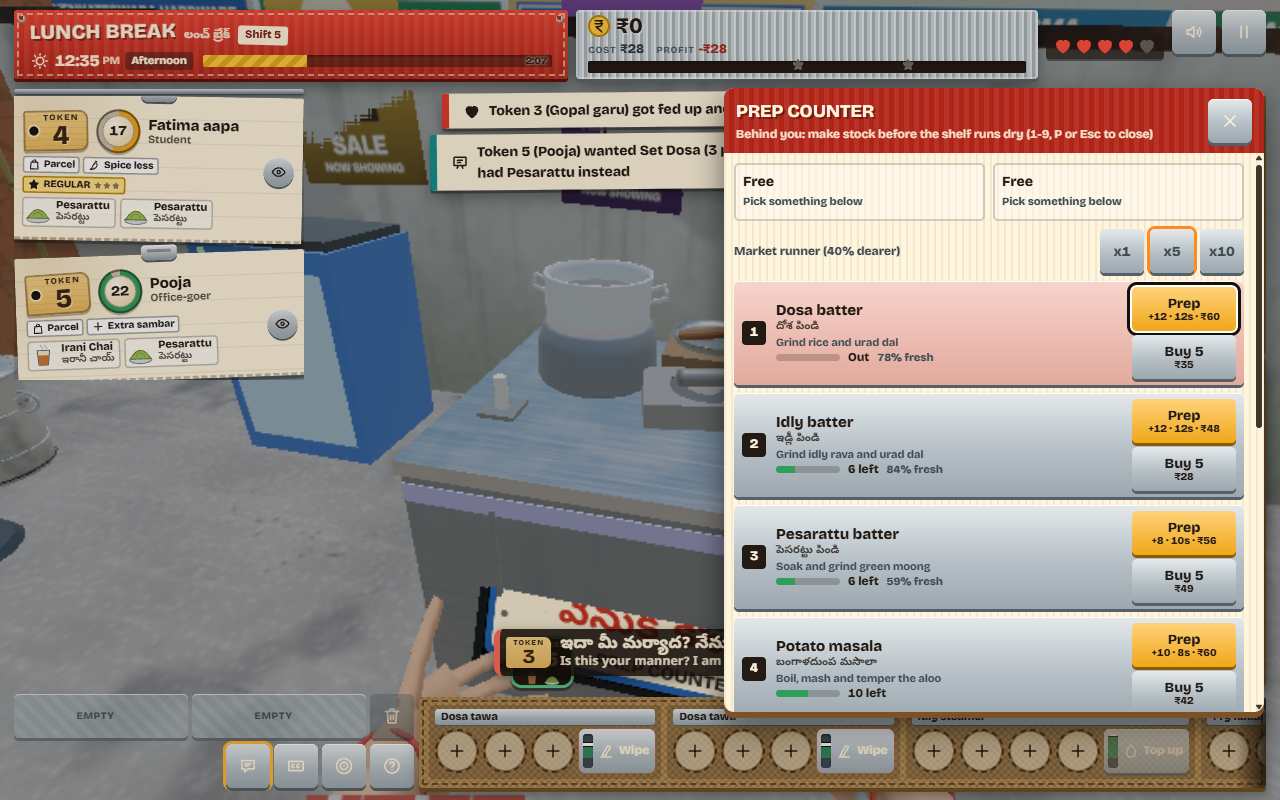 LUNCH BREAK లంచ్ బ్రేక్ Shift 5
12:35 PM Afternoon 2:07
₹0
COST ₹28 PROFIT -₹28
TOKEN 4
17
Fatima aapa
Student
Parcel Spice less
REGULAR
Pesarattu
పెసరట్టు
Pesarattu
పెసరట్టు
TOKEN 5
22
Pooja
Office-goer
Parcel Extra sambar
Irani Chai
ఇరానీ చాయ్
Pesarattu
పెసరట్టు
SALE
NOW SHOWING
NOW SHOWING
Token 3 (Gopal garu) got fed up an
Token 5 (Pooja) wanted Set Dosa (3
had Pesarattu instead
PREP COUNTER
Behind you: make stock before the shelf runs dry (1-9, P or Esc to close)
Free
Pick something below
Free
Pick something below
Market runner (40% dearer)
x1 x5 x10
1
Dosa batter
దోశ పిండి
Grind rice and urad dal
Out 78% fresh
Prep
+12 · 12s · ₹60
Buy 5
₹35
2
Idly batter
ఇడ్లీ పిండి
Grind idly rava and urad dal
6 left 84% fresh
Prep
+12 · 12s · ₹48
Buy 5
₹28
3
Pesarattu batter
పెసరట్టు పిండి
Soak and grind green moong
6 left 59% fresh
Prep
+8 · 10s · ₹56
Buy 5
₹49
4
Potato masala
బంగాళదుంప మసాలా
Boil, mash and temper the aloo
10 left
Prep
+10 · 8s · ₹60
Buy 5
₹42
TOKEN 3
ఇదా మీ మర్యాద? నేను
Is this your manner? I am
COUNTE
EMPTY EMPTY
Dosa tawa
Wipe
Dosa tawa
Wipe
Top up